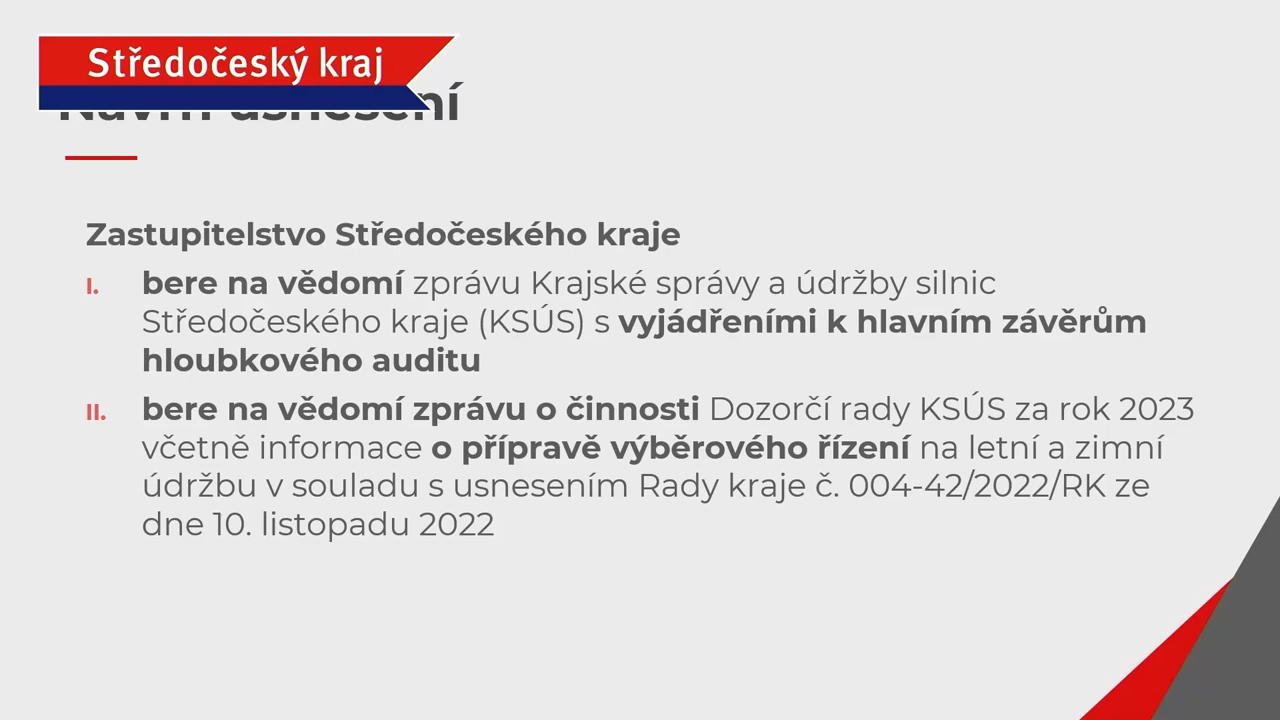 Středočeský kraj
Návrh usnesení
Zastupitelstvo Středočeského kraje
I. bere na vědomí zprávu Krajské správy a údržby silnic
Středočeského kraje (KSÚS) s vyjádřeními k hlavním závěrům
hloubkového auditu
II. bere na vědomí zprávu o činnosti Dozorčí rady KSÚS za rok 2023
včetně informace o přípravě výběrového řízení na letní a zimní
údržbu v souladu s usnesením Rady kraje č. 004-42/2022/RK ze
dne 10. listopadu 2022